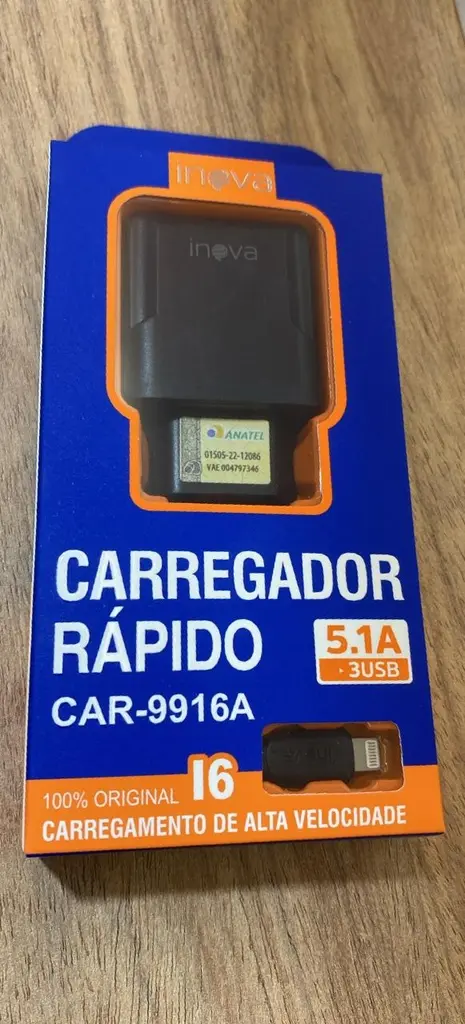 inova
inova
ANATEL
01505-22-12086
VAE 004797346
CARREGADOR
RÁPIDO
5.1A
3USB
CAR-9916A
100% ORIGINAL I6
CARREGAMENTO DE ALTA VELOCIDADE